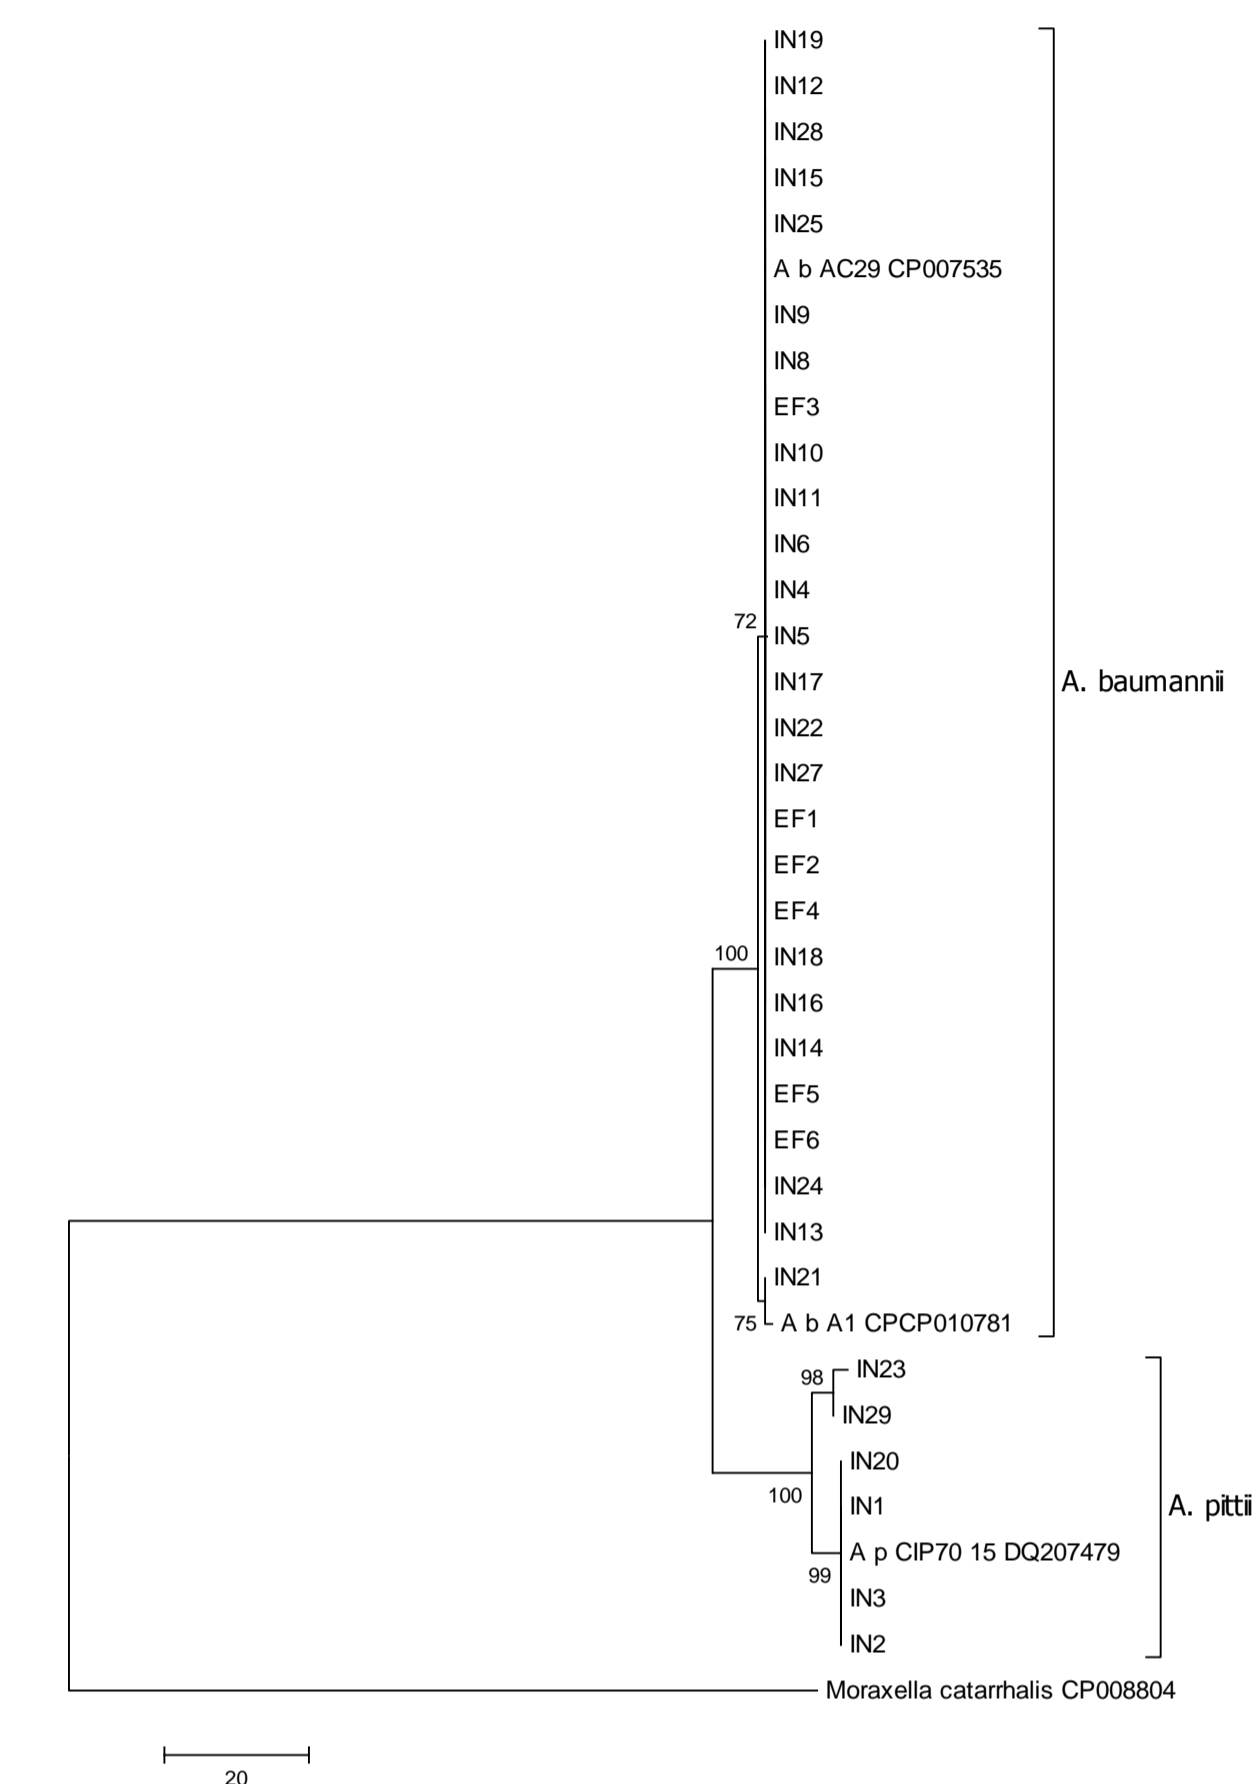 IN19
IN12
IN28
IN15
IN25
A b AC29 CP007535
IN9
IN8
EF3
IN10
IN11
IN6
IN4
72
IN5
IN17
A. baumannii
IN22
IN27
EF1
EF2
EF4
100
IN18
IN16
IN14
EF5
EF6
IN24
IN13
IN21
75
A b A1 CPCP010781
98
IN23
IN29
IN20
100
IN1
A. pittii
A p CIP70 15 DQ207479
99
IN3
IN2
Moraxella catarrhalis CP008804
20